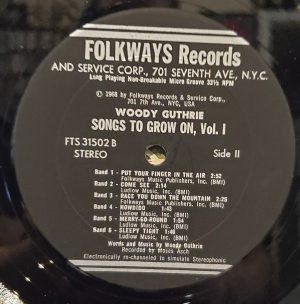 FOLKWAYS Records
AND SERVICE CORP., 701 SEVENTH AVE., N.Y.C.
Long Playing Non-Breakable Micro Groove 33⅓ RPM
© 1968 by Folkways Records & Service Corp.,
701 7th Ave., NYC, USA
WOODY GUTHRIE
SONGS TO GROW ON, Vol. I
FTS 31502 B
STEREO
Side II
Band 1 - PUT YOUR FINGER IN THE AIR 2:52
Folkways Music Publishers, Inc. (BMI)
Band 2 - COME SEE 2:14
Ludlow Music, Inc. (BMI)
Band 3 - RACE YOU DOWN THE MOUNTAIN 2:25
Folkways Music Publishers, Inc. (BMI)
Band 4 - HOWDIDO 1:43
Ludlow Music, Inc. (BMI)
Band 5 - MERRY-GO-ROUND 1:54
Ludlow Music, Inc. (BMI)
Band 6 - SLEEPY TIGHT 1:46
Ludlow Music, Inc. (BMI)
Words and Music by Woody Guthrie
Recorded by Moses Asch
Electronically re-channeled to simulate Stereophonic